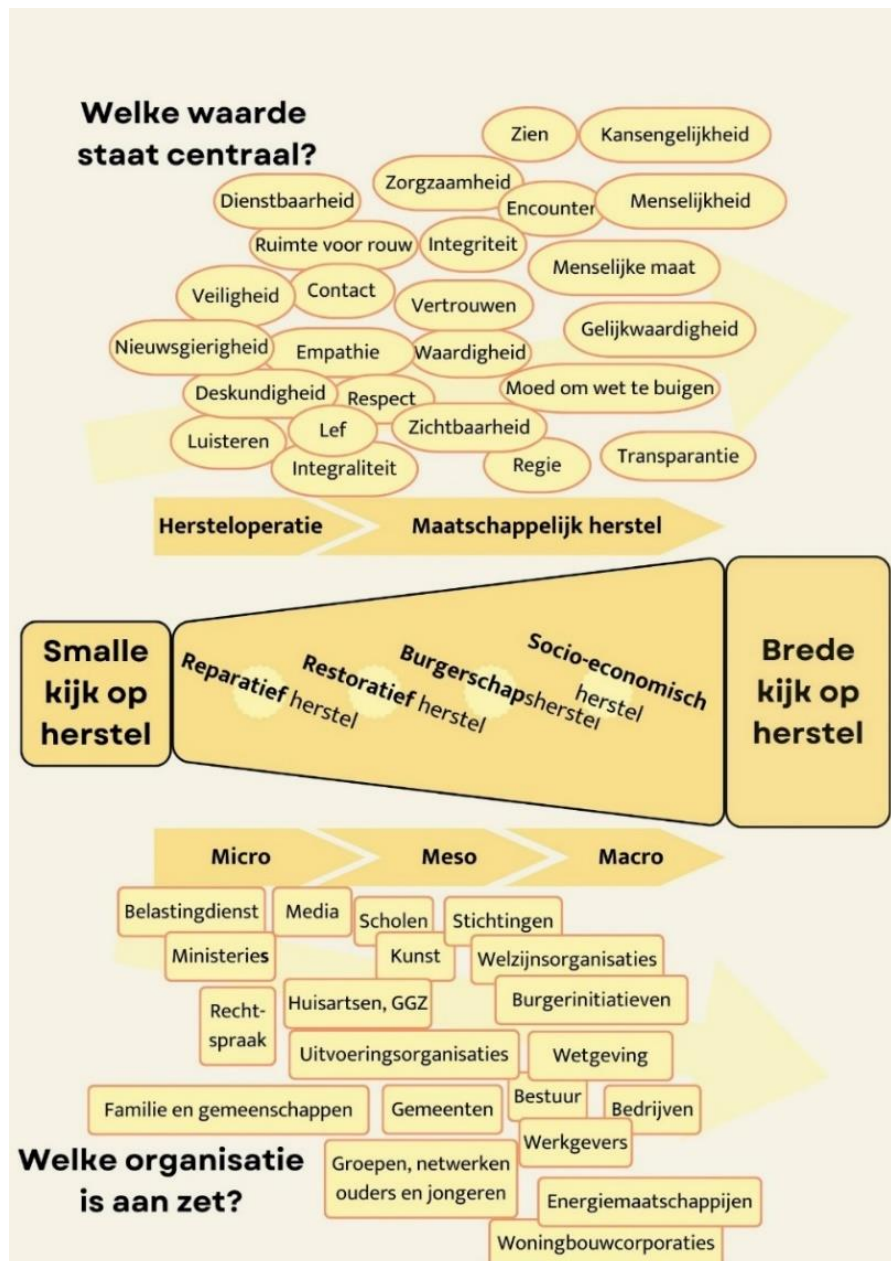 Welke waarde
staat centraal?
Zien
Kansengelijkheid
Zorgzaamheid
Dienstbaarheid
Encounter
Menselijkheid
Ruimte voor rouw
Integriteit
Menselijke maat
Veiligheid
Contact
Vertrouwen
Gelijkwaardigheid
Nieuwsgierigheid
Empathie
Waardigheid
Deskundigheid
Respect
Moed om wet te buigen
Luisteren
Lef
Zichtbaarheid
Integraliteit
Regie
Transparantie
Hersteloperatie
Maatschappelijk herstel
Smalle
kijk op
herstel
Reparatief herstel
Restoratief herstel
Burgerschapsherstel
Socio-economisch
herstel
Brede
kijk op
herstel
Micro
Meso
Macro
Belastingdienst
Media
Scholen
Stichtingen
Ministeries
Kunst
Welzijnsorganisaties
Recht-
spraak
Huisartsen, GGZ
Burgerinitiatieven
Uitvoeringsorganisaties
Wetgeving
Familie en gemeenschappen
Gemeenten
Bestuur
Bedrijven
Werkgevers
Welke organisatie
is aan zet?
Groepen, netwerken
ouders en jongeren
Energiemaatschappijen
Woningbouwcorporaties